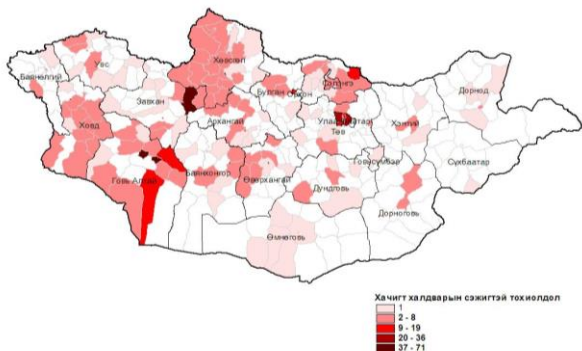 Хөвсгөл
Увс
Баян-Өлгий
Сэлэнгэ
Булган
Орхон
Завхан
Дорнод
Ховд
Архангай
Улаанбаатар
Хэнтий
Төв
Говьсүмбэр
Сүхбаатар
Говь-Алтай
Баянхонгор
Өвөрхангай
Дундговь
Дорноговь
Өмнөговь
Хачигт халдварын сэжигтэй тохиолдол
1
2 - 8
9 - 19
20 - 36
37 - 71